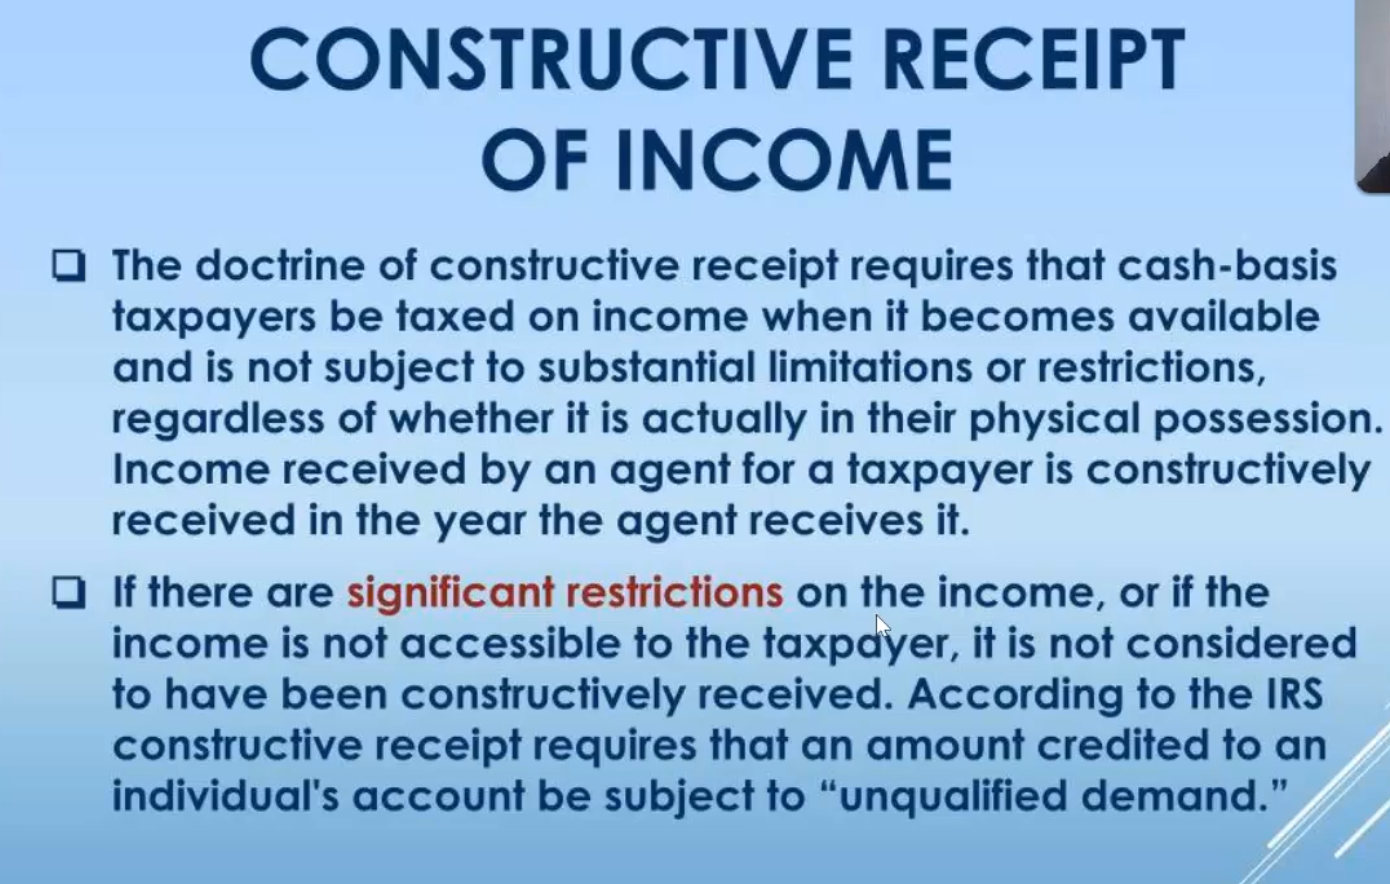 CONSTRUCTIVE RECEIPT
OF INCOME
❑ The doctrine of constructive receipt requires that cash-basis
taxpayers be taxed on income when it becomes available
and is not subject to substantial limitations or restrictions,
regardless of whether it is actually in their physical possession.
Income received by an agent for a taxpayer is constructively
received in the year the agent receives it.
❑ If there are significant restrictions on the income, or if the
income is not accessible to the taxpayer, it is not considered
to have been constructively received. According to the IRS
constructive receipt requires that an amount credited to an
individual's account be subject to “unqualified demand.”